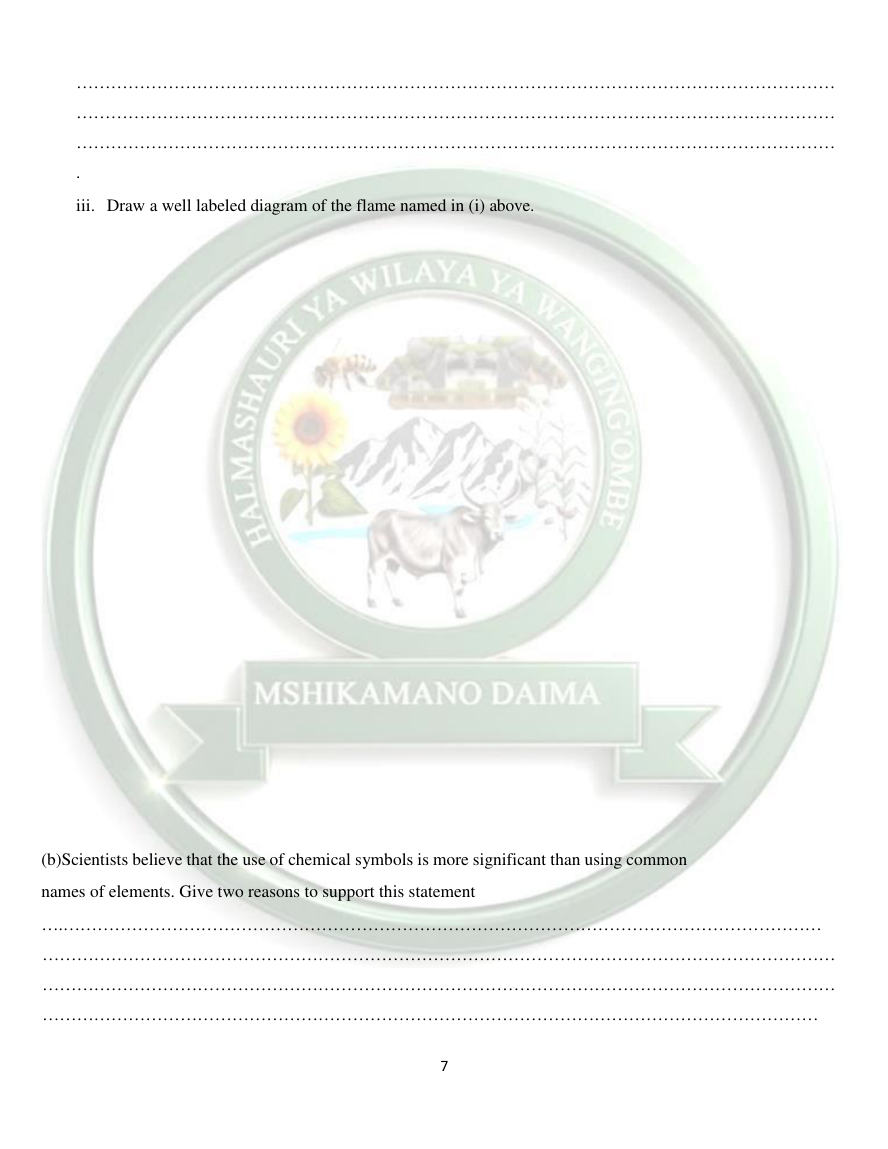 ……………………………………………………………………………………………………………………
……………………………………………………………………………………………………………………
……………………………………………………………………………………………………………………
.
iii. Draw a well labeled diagram of the flame named in (i) above.
HALMASHAURI YA WILAYA YA WANGING'OMBE
MSHIKAMANO DAIMA
(b)Scientists believe that the use of chemical symbols is more significant than using common
names of elements. Give two reasons to support this statement
…..……………………………………………………………………………..……………………………………
…………………………………………………………………………………………………………………………
…………………………………………………………………………………………………………………………
………………………………………………………………………………………………………………………
7